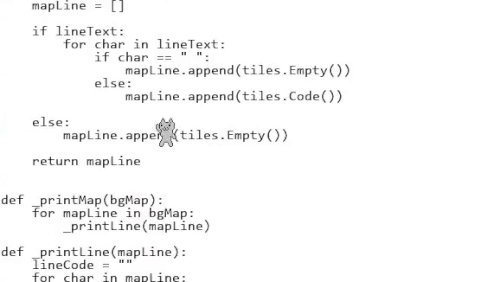 mapLine = []
if lineText:
for char in lineText:
if char == " ":
mapLine.append(tiles.Empty())
else:
mapLine.append(tiles.Code())
else:
mapLine.append(tiles.Empty())
return mapLine
def _printMap(bgMap):
for mapLine in bgMap:
_printLine(mapLine)
def _printLine(mapLine):
lineCode = ""
for char in mapLine: